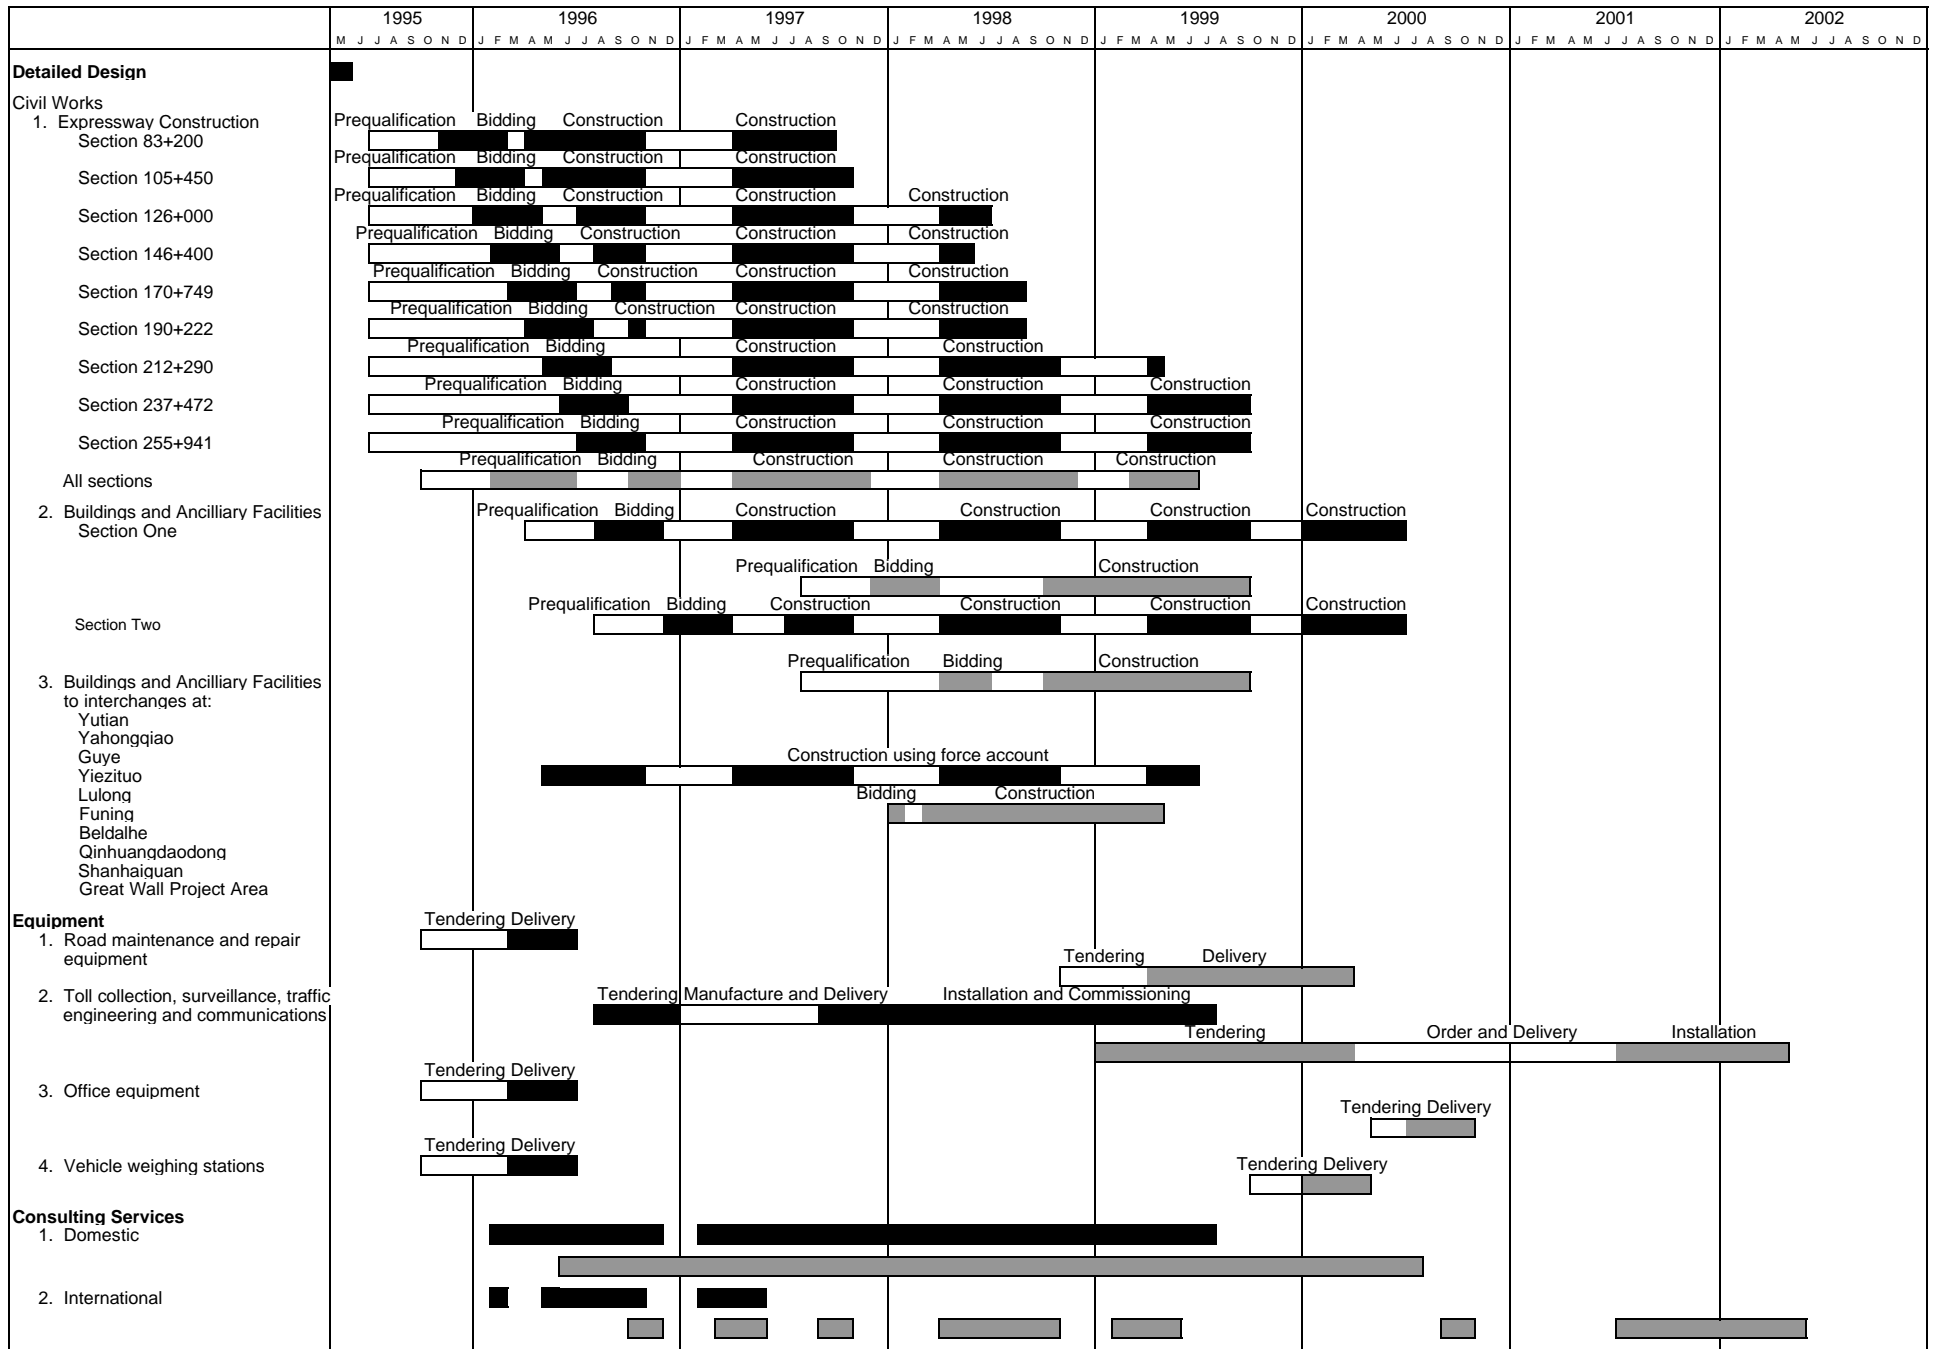 1995 1996 1997 1998 1999 2000 2001 2002
M J J A S O N D J F M A M J J A S O N D J F M A M J J A S O N D J F M A M J J A S O N D J F M A M J J A S O N D J F M A M J J A S O N D J F M A M J J A S O N D J F M A M J J A S O N D
Detailed Design
Civil Works
1. Expressway Construction Prequalification Bidding Construction Construction
Section 83+200
Prequalification Bidding Construction Construction
Section 105+450
Prequalification Bidding Construction Construction Construction
Section 126+000
Prequalification Bidding Construction Construction Construction
Section 146+400
Prequalification Bidding Construction Construction Construction
Section 170+749
Prequalification Bidding Construction Construction Construction
Section 190+222
Prequalification Bidding Construction Construction
Section 212+290
Prequalification Bidding Construction Construction Construction
Section 237+472
Prequalification Bidding Construction Construction Construction
Section 255+941
Prequalification Bidding Construction Construction Construction
All sections
2. Buildings and Ancilliary Facilities Prequalification Bidding Construction Construction Construction Construction
Section One
Prequalification Bidding Construction
Prequalification Bidding Construction Construction Construction Construction
Section Two
Prequalification Bidding Construction
3. Buildings and Ancilliary Facilities
to interchanges at:
Yutian
Yahongqiao
Guye Construction using force account
Yiezituo
Lulong Bidding Construction
Funing
Beldalhe
Qinhuangdaodong
Shanhaiguan
Great Wall Project Area
Equipment Tendering Delivery
1. Road maintenance and repair
equipment Tendering Delivery
2. Toll collection, surveillance, traffic Tendering Manufacture and Delivery Installation and Commissioning
engineering and communications
Tendering Order and Delivery Installation
Tendering Delivery
3. Office equipment
Tendering Delivery
Tendering Delivery
4. Vehicle weighing stations Tendering Delivery
Consulting Services
1. Domestic
2. International